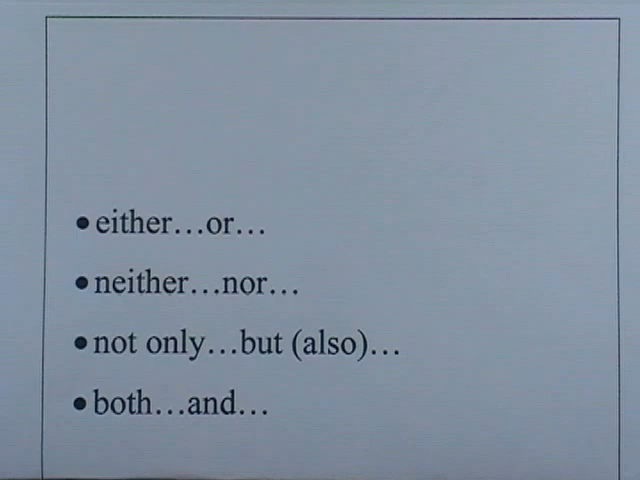 •either…or…
•neither…nor…
•not only…but (also)…
•both…and…